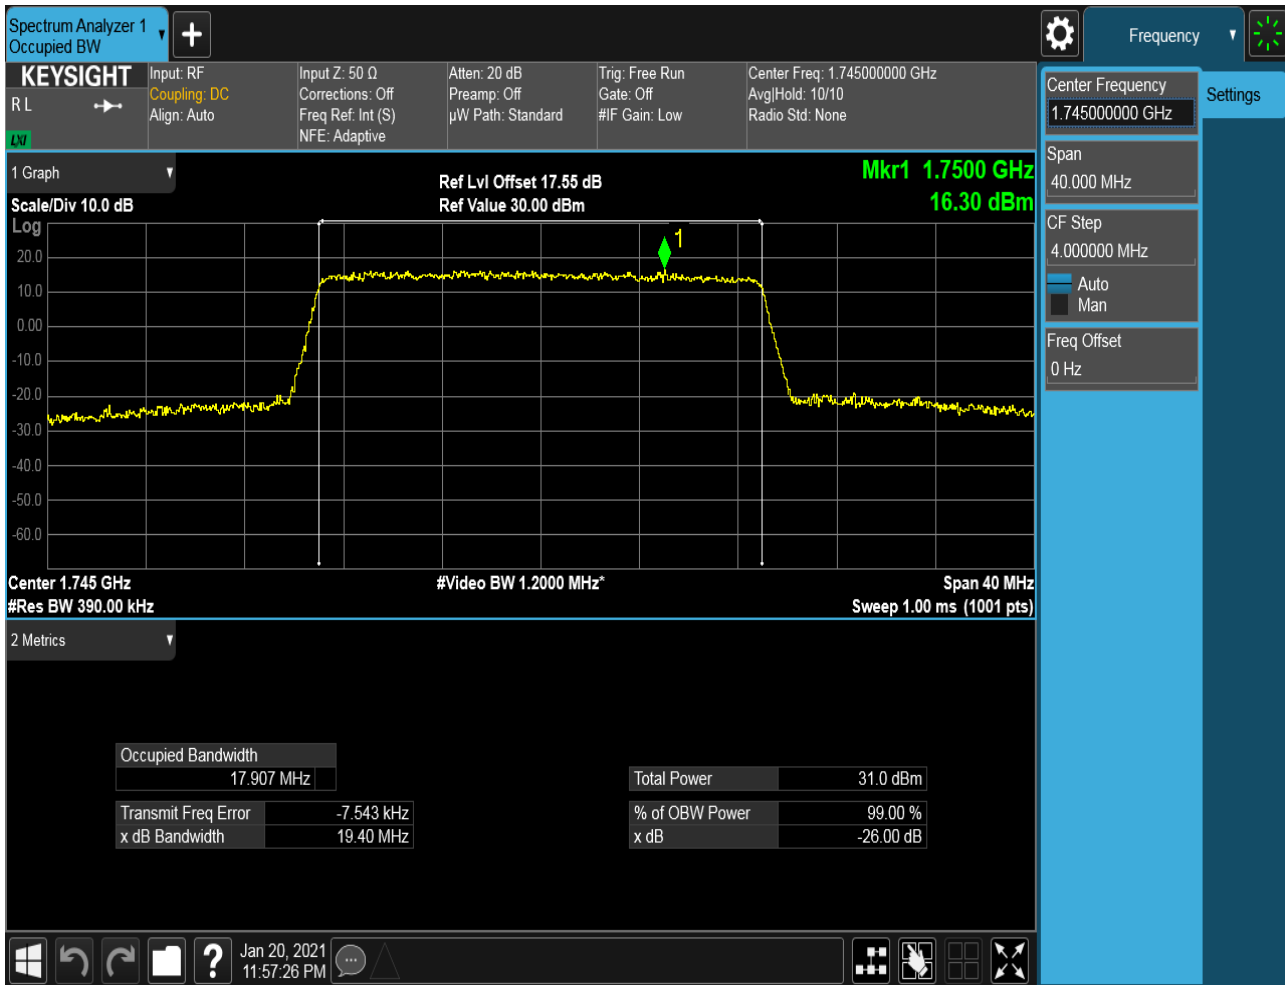 Spectrum Analyzer 1
Occupied BW
Frequency
KEYSIGHT
R L
LXI
Input: RF
Coupling: DC
Align: Auto
Input Z: 50 Ω
Corrections: Off
Freq Ref: Int (S)
NFE: Adaptive
Atten: 20 dB
Preamp: Off
µW Path: Standard
Trig: Free Run
Gate: Off
#IF Gain: Low
Center Freq: 1.745000000 GHz
Avg|Hold: 10/10
Radio Std: None
Center Frequency
1.745000000 GHz
Settings
Span
40.000 MHz
CF Step
4.000000 MHz
Auto
Man
Freq Offset
0 Hz
1 Graph
Scale/Div 10.0 dB
Log
Ref Lvl Offset 17.55 dB
Ref Value 30.00 dBm
Mkr1 1.7500 GHz
16.30 dBm
1
20.0
10.0
0.00
-10.0
-20.0
-30.0
-40.0
-50.0
-60.0
Center 1.745 GHz
#Video BW 1.2000 MHz*
Span 40 MHz
#Res BW 390.00 kHz
Sweep 1.00 ms (1001 pts)
2 Metrics
Occupied Bandwidth
17.907 MHz
Total Power 31.0 dBm
Transmit Freq Error -7.543 kHz
% of OBW Power 99.00 %
x dB Bandwidth 19.40 MHz
x dB -26.00 dB
Jan 20, 2021
11:57:26 PM